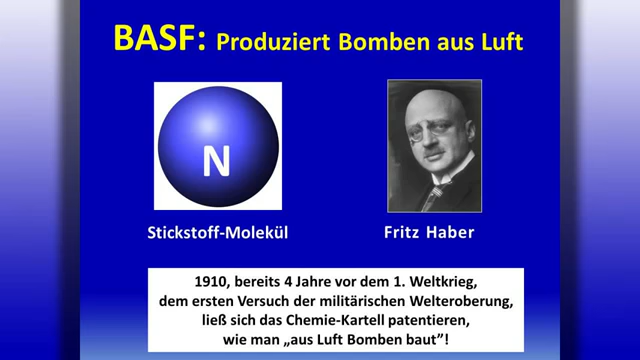 BASF: Produziert Bomben aus Luft
N
Stickstoff-Molekül
Fritz Haber
1910, bereits 4 Jahre vor dem 1. Weltkrieg,
dem ersten Versuch der militärischen Welteroberung,
ließ sich das Chemie-Kartell patentieren,
wie man „aus Luft Bomben baut”!